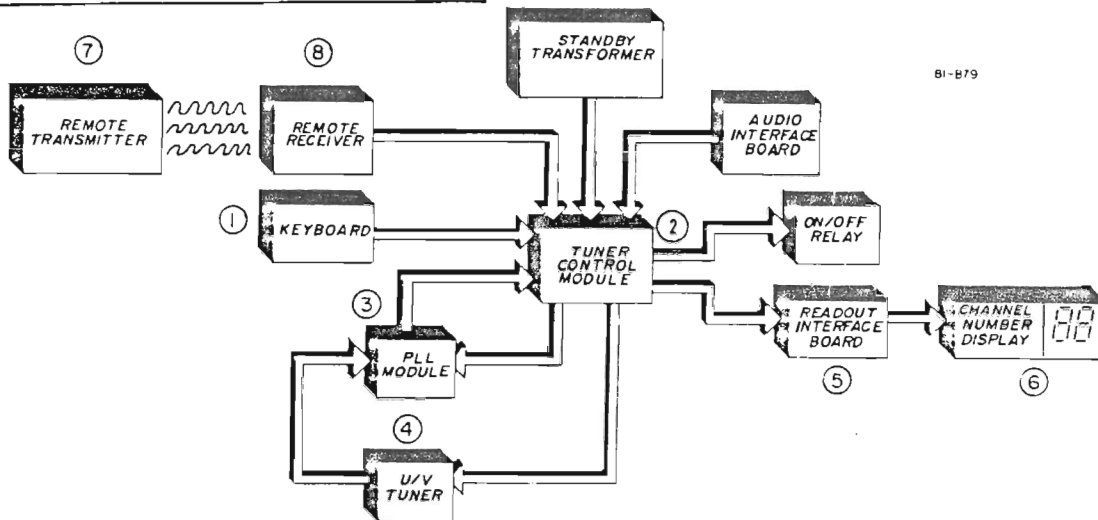 7
8
STANDBY
TRANSFORMER
BI-879
REMOTE
TRANSMITTER
REMOTE
RECEIVER
AUDIO
INTERFACE
BOARD
1
KEYBOARD
2
TUNER
CONTROL
MODULE
ON/OFF
RELAY
3
PLL
MODULE
READOUT
INTERFACE
BOARD
CHANNEL
NUMBER
DISPLAY
88
5
6
4
U/V
TUNER